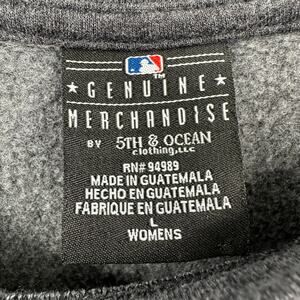 ★ GENUINE ★
MERCHANDISE
BY 5TH & OCEAN
clothing, LLC
RN# 94989
MADE IN GUATEMALA
HECHO EN GUATEMALA
FABRIQUE EN GUATEMALA
L
WOMENS